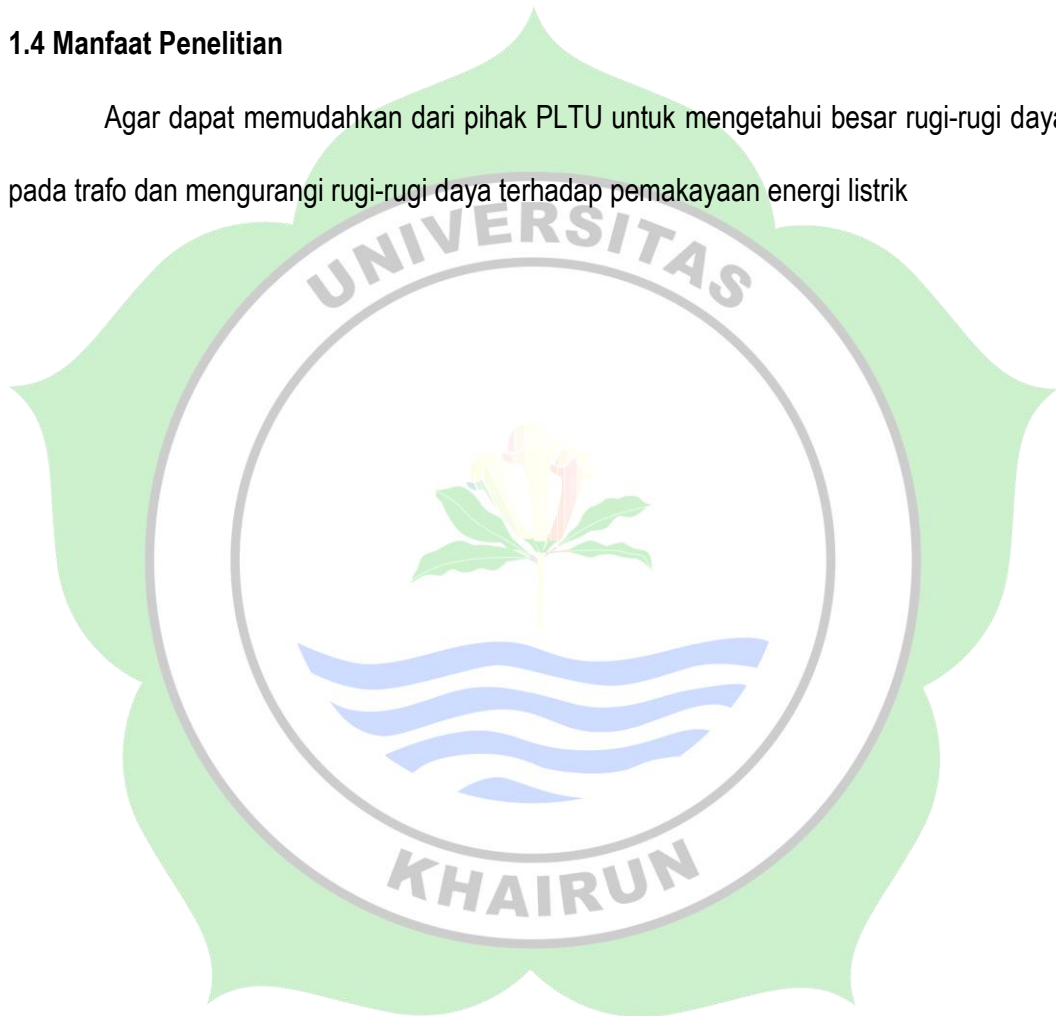 1.4 Manfaat Penelitian
Agar dapat memudahkan dari pihak PLTU untuk mengetahui besar rugi-rugi daya
pada trafo dan mengurangi rugi-rugi daya terhadap pemakayaan energi listrik
UNIVERSITAS
KHAIRUN